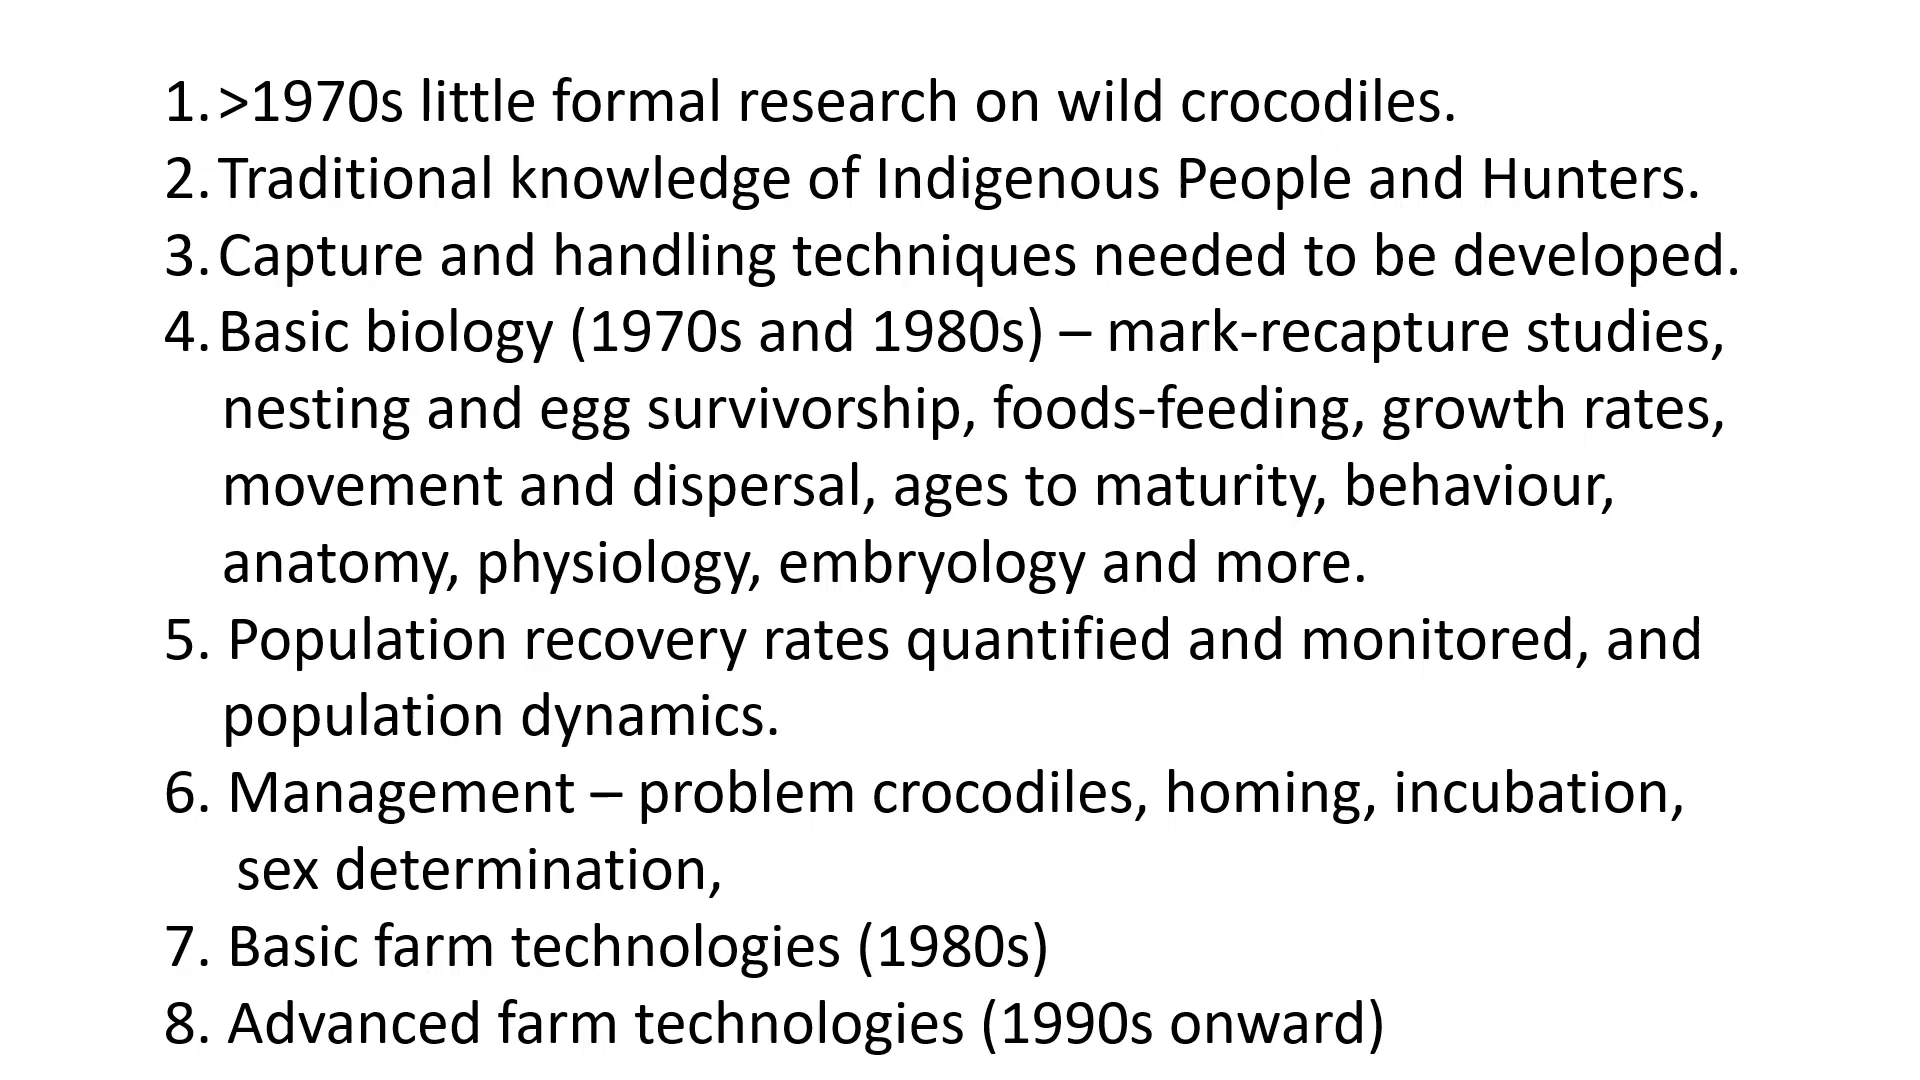 1. >1970s little formal research on wild crocodiles.
2. Traditional knowledge of Indigenous People and Hunters.
3. Capture and handling techniques needed to be developed.
4. Basic biology (1970s and 1980s) – mark-recapture studies,
nesting and egg survivorship, foods-feeding, growth rates,
movement and dispersal, ages to maturity, behaviour,
anatomy, physiology, embryology and more.
5. Population recovery rates quantified and monitored, and
population dynamics.
6. Management – problem crocodiles, homing, incubation,
sex determination,
7. Basic farm technologies (1980s)
8. Advanced farm technologies (1990s onward)